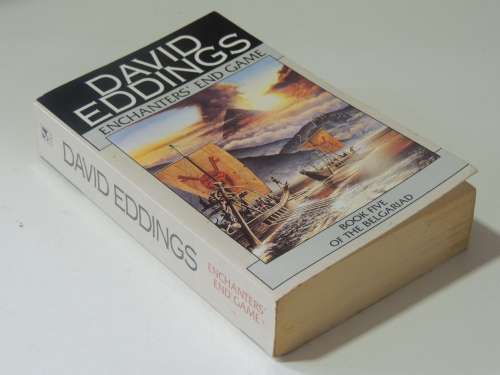 DAVID
EDDINGS
ENCHANTERS' END GAME
BOOK FIVE
OF THE BELGARIAD
DAVID EDDINGS
ENCHANTERS'
END GAME